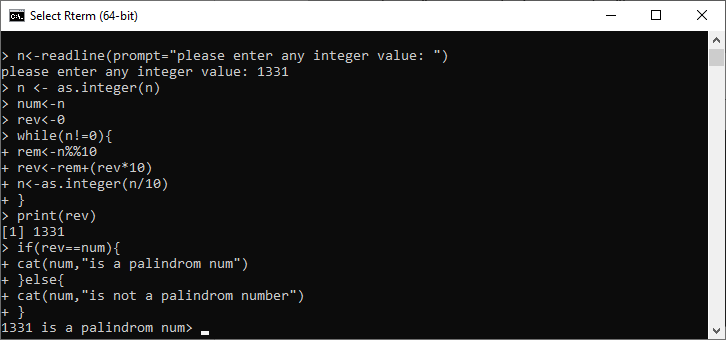 Select Rterm (64-bit)
> n<-readline(prompt="please enter any integer value: ")
please enter any integer value: 1331
> n <- as.integer(n)
> num<-n
> rev<-0
> while(n!=0){
+ rem<-n%%10
+ rev<-rem+(rev*10)
+ n<-as.integer(n/10)
+ }
> print(rev)
[1] 1331
> if(rev==num){
+ cat(num,"is a palindrom num")
+ }else{
+ cat(num,"is not a palindrom number")
+ }
1331 is a palindrom num>